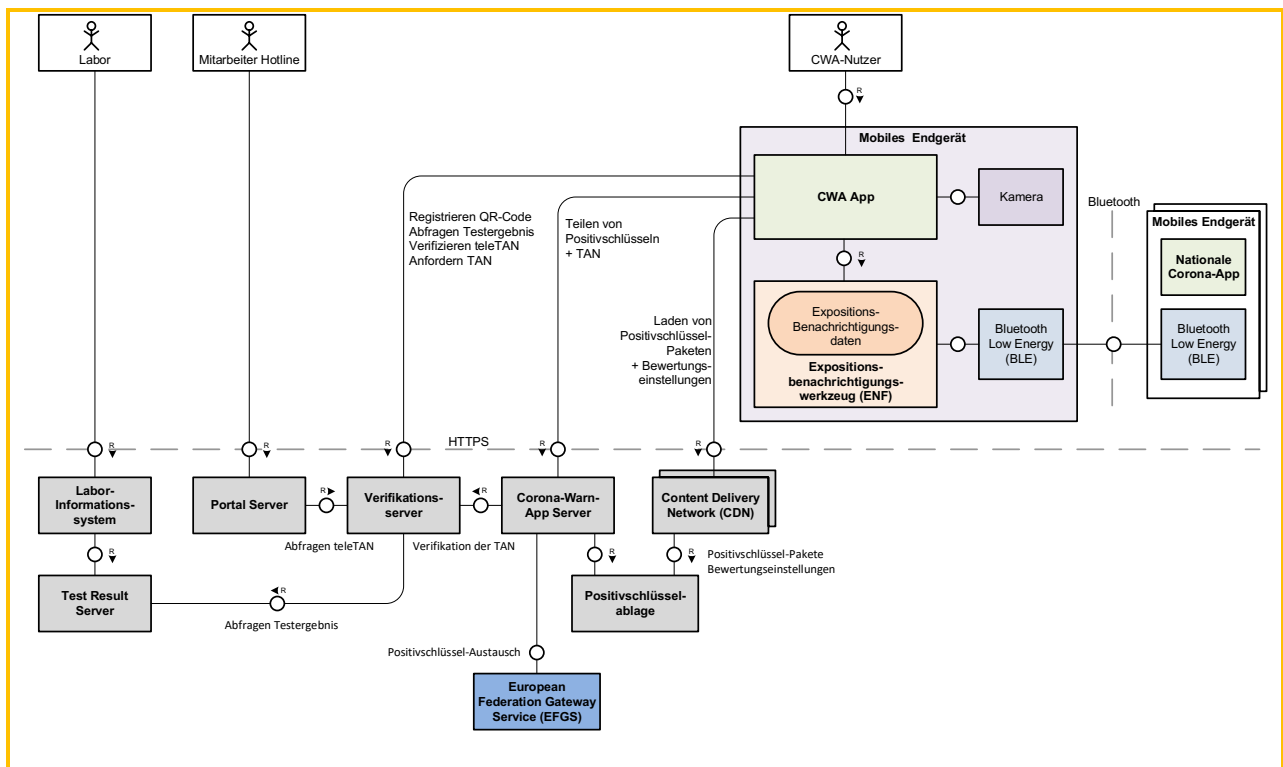 Labor
Mitarbeiter Hotline
CWA-Nutzer
R
Mobiles Endgerät
CWA App
Kamera
Bluetooth
Mobiles Endgerät
Nationale
Corona-App
Bluetooth
Low Energy
(BLE)
R
Expositions-
Benachrichtigungs-
daten
Expositions-
benachrichtigungs-
werkzeug (ENF)
Bluetooth
Low Energy
(BLE)
Registrieren QR-Code
Abfragen Testergebnis
Verifizieren teleTAN
Anfordern TAN
Teilen von
Positivschlüsseln
+ TAN
Laden von
Positivschlüssel-
Paketen
+ Bewertungs-
einstellungen
R
R
R
HTTPS
R
R
Labor-
Informations-
system
Portal Server
R
Verifikations-
server
R
Corona-Warn-
App Server
Content Delivery
Network (CDN)
Abfragen teleTAN
Verifikation der TAN
R
R
R
Positivschlüssel-Pakete
Bewertungseinstellungen
Test Result
Server
R
Abfragen Testergebnis
Positivschlüssel-
ablage
Positivschlüssel-Austausch
European
Federation Gateway
Service (EFGS)